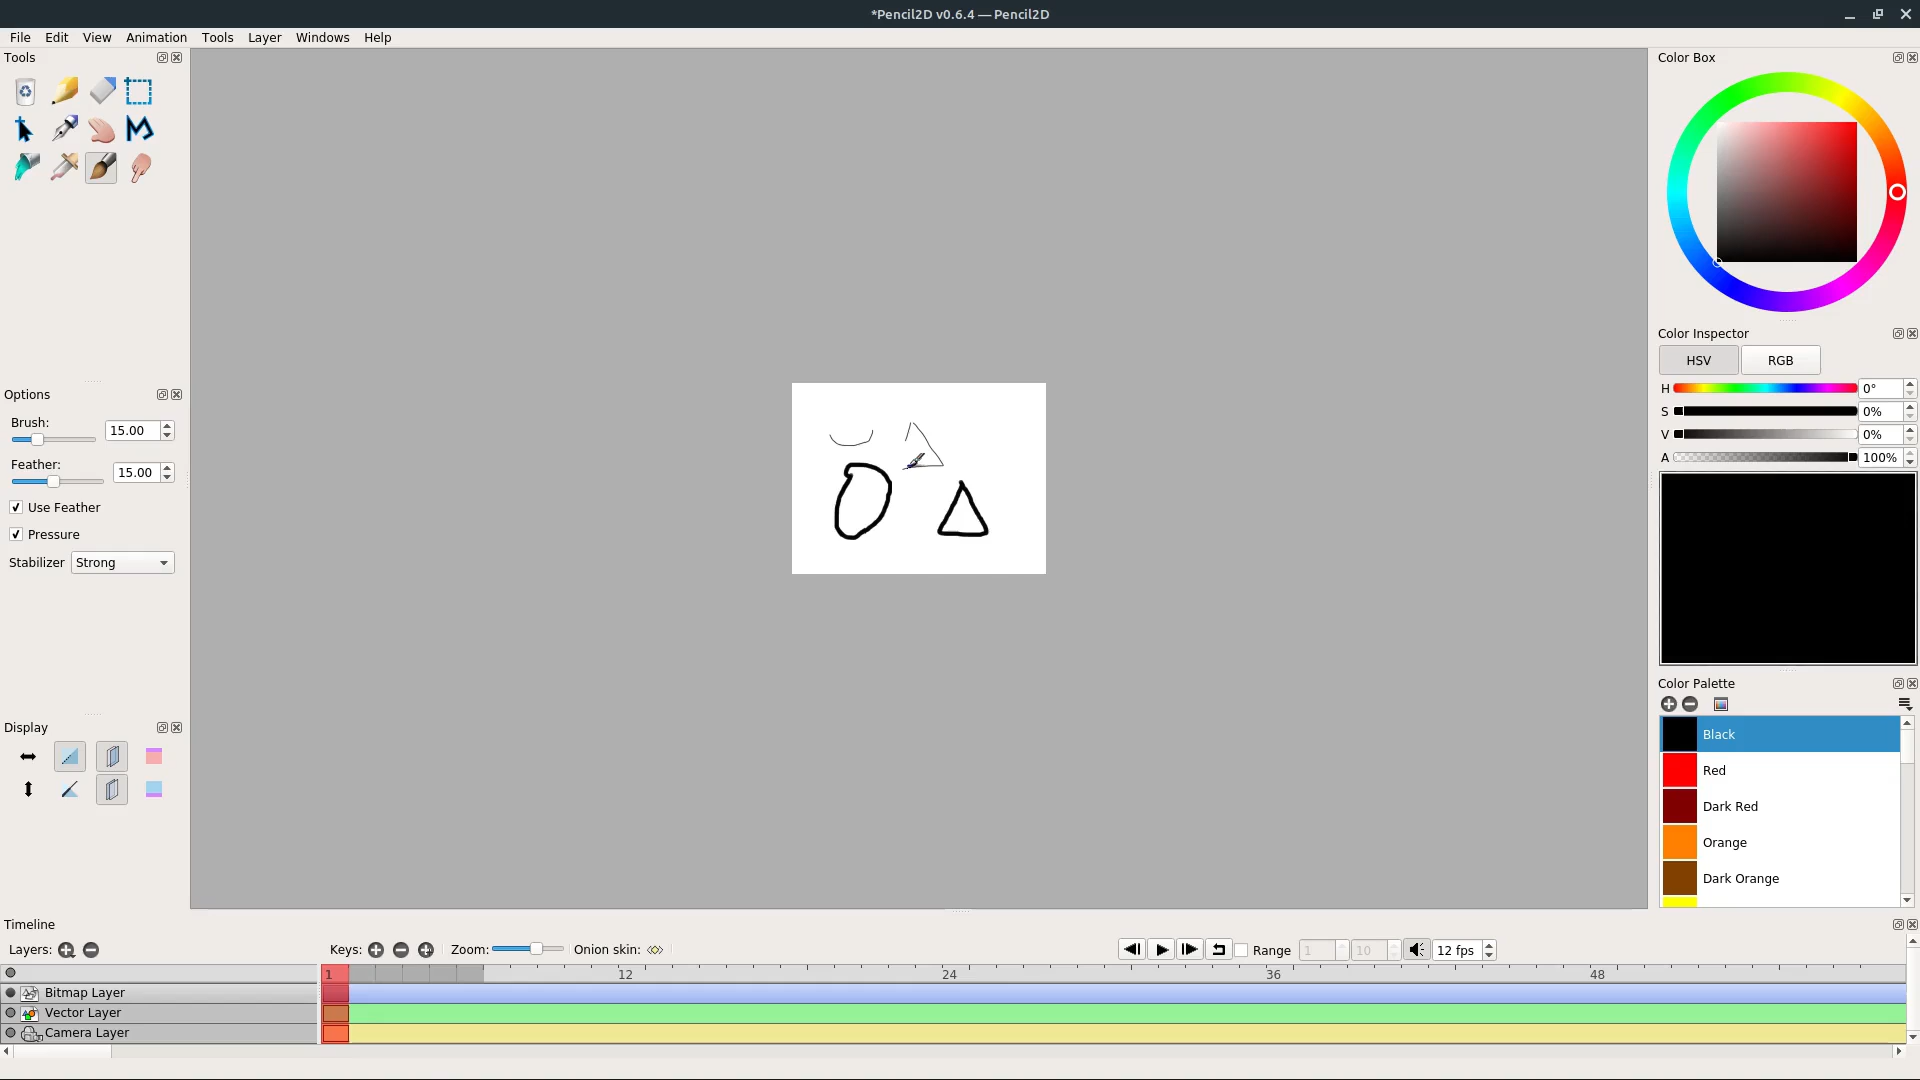 *Pencil2D v0.6.4 — Pencil2D
File Edit View Animation Tools Layer Windows Help
Tools
Options
Brush:
15.00
Feather:
15.00
Use Feather
Pressure
Stabilizer Strong
Display
Color Box
Color Inspector
HSV RGB
H 0°
S 0%
V 0%
A 100%
Color Palette
Black
Red
Dark Red
Orange
Dark Orange
Timeline
Layers: Keys: Zoom: Onion skin: Range 1 10 12 fps
1 12 24 36 48
Bitmap Layer
Vector Layer
Camera Layer